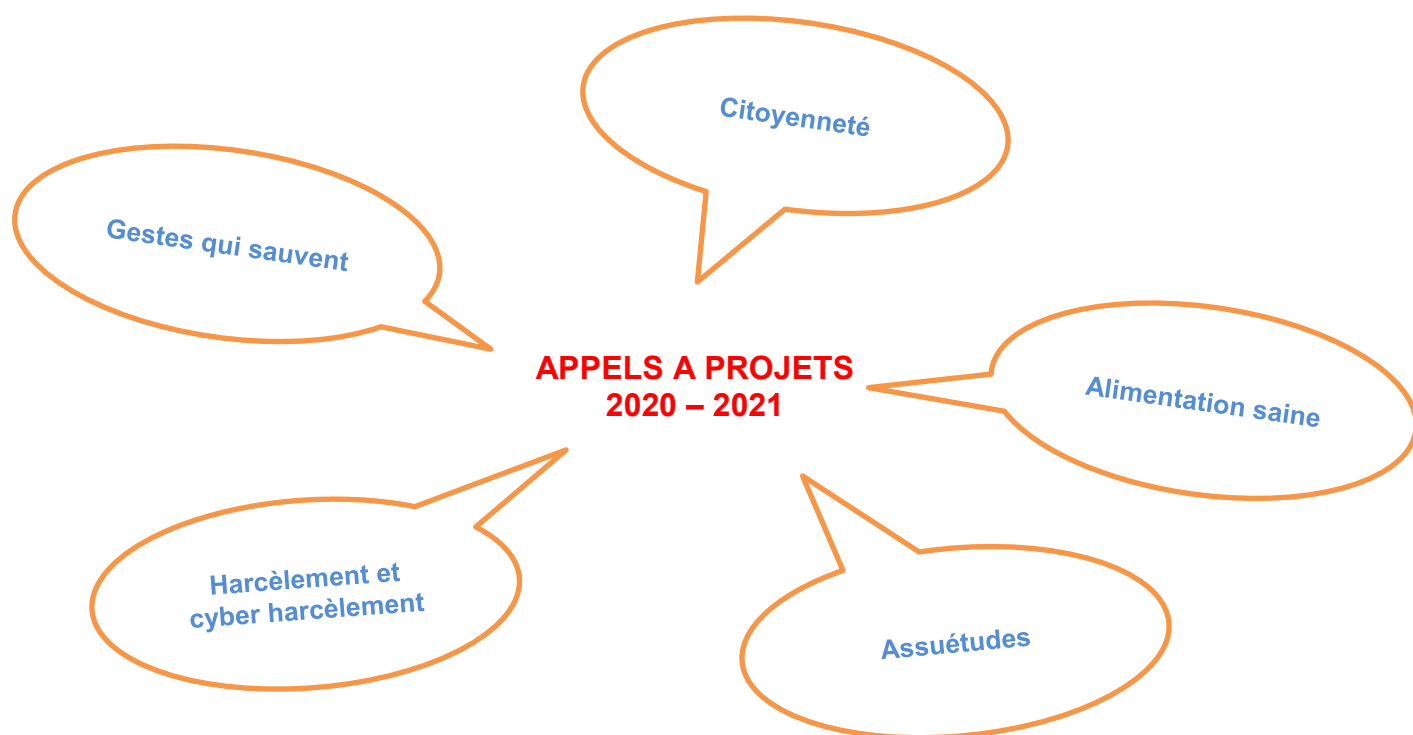 Citoyenneté
Gestes qui sauvent
APPELS A PROJETS
2020 – 2021
Alimentation saine
Harcèlement et
cyber harcèlement
Assuétudes